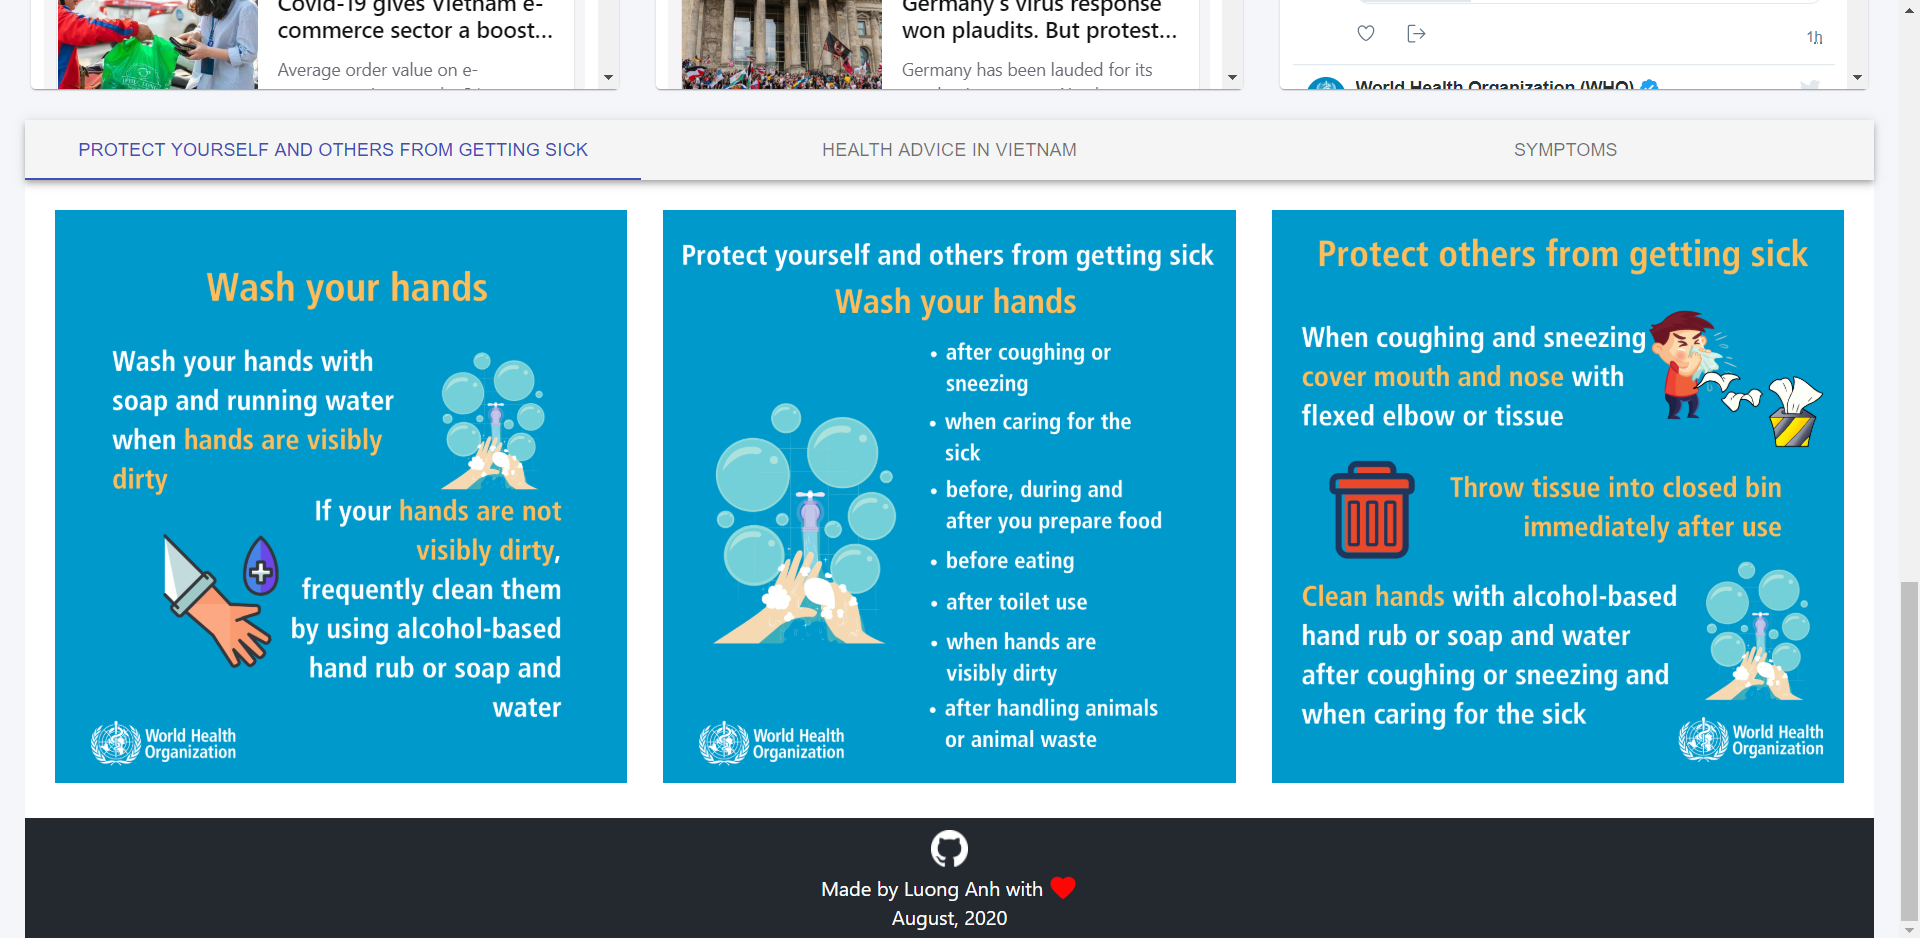 Covid-19 gives Vietnam e-
commerce sector a boost...
Average order value on e-
Germany's virus response
won plaudits. But protest...
Germany has been lauded for its
1h
World Health Organization (WHO)
PROTECT YOURSELF AND OTHERS FROM GETTING SICK
HEALTH ADVICE IN VIETNAM
SYMPTOMS
Wash your hands
Wash your hands with
soap and running water
when hands are visibly
dirty
If your hands are not
visibly dirty,
frequently clean them
by using alcohol-based
hand rub or soap and
water
World Health
Organization
Protect yourself and others from getting sick
Wash your hands
• after coughing or
sneezing
• when caring for the
sick
• before, during and
after you prepare food
• before eating
• after toilet use
• when hands are
visibly dirty
• after handling animals
or animal waste
World Health
Organization
Protect others from getting sick
When coughing and sneezing
cover mouth and nose with
flexed elbow or tissue
Throw tissue into closed bin
immediately after use
Clean hands with alcohol-based
hand rub or soap and water
after coughing or sneezing and
when caring for the sick
World Health
Organization
Made by Luong Anh with
August, 2020